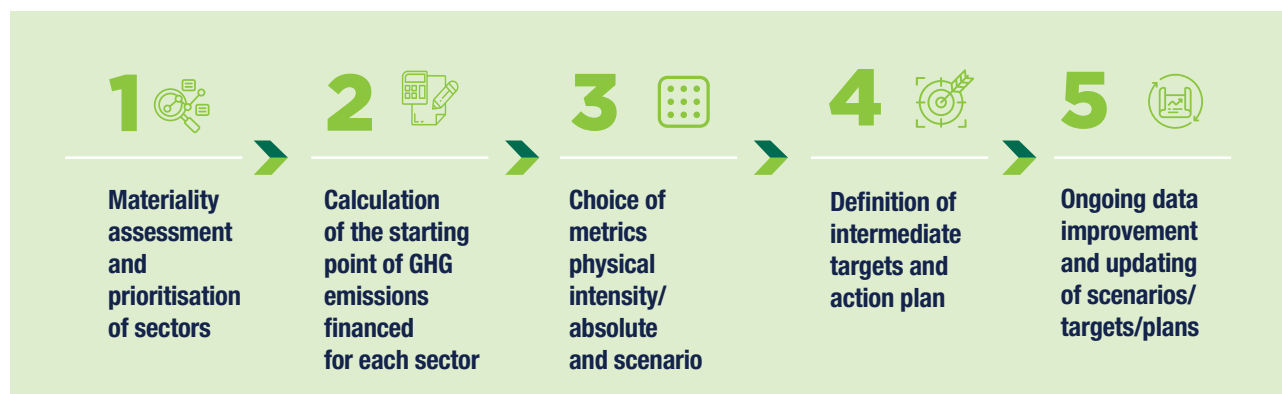 1
Materiality
assessment
and
prioritisation
of sectors
2
Calculation
of the starting
point of GHG
emissions
financed
for each sector
3
Choice of
metrics
physical
intensity/
absolute
and scenario
4
Definition of
intermediate
targets and
action plan
5
Ongoing data
improvement
and updating
of scenarios/
targets/plans